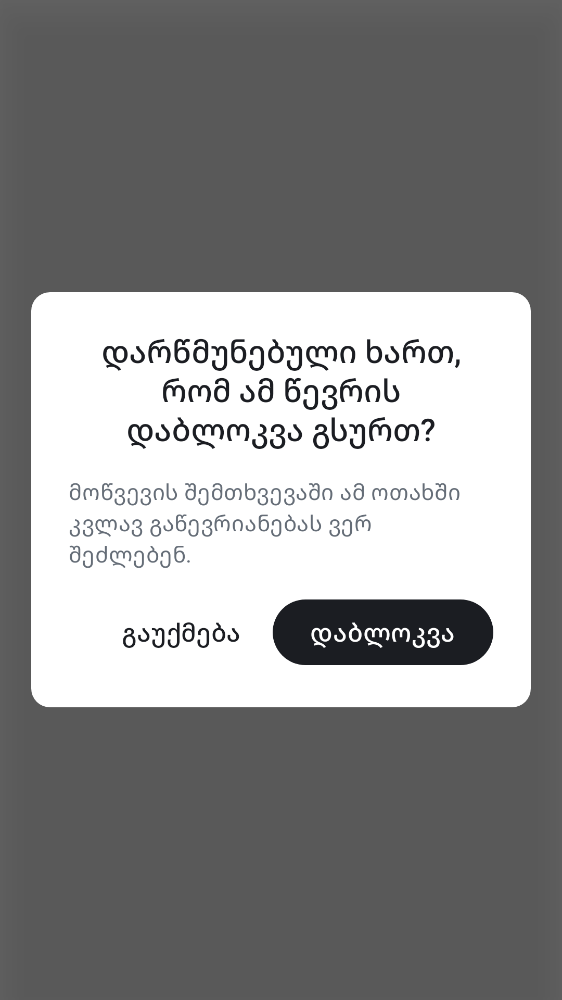 დარწმუნებული ხართ,
რომ ამ წევრის
დაბლოკვა გსურთ?
მოწვევის შემთხვევაში ამ ოთახში
კვლავ გაწევრიანებას ვერ
შეძლებენ.
გაუქმება
დაბლოკვა